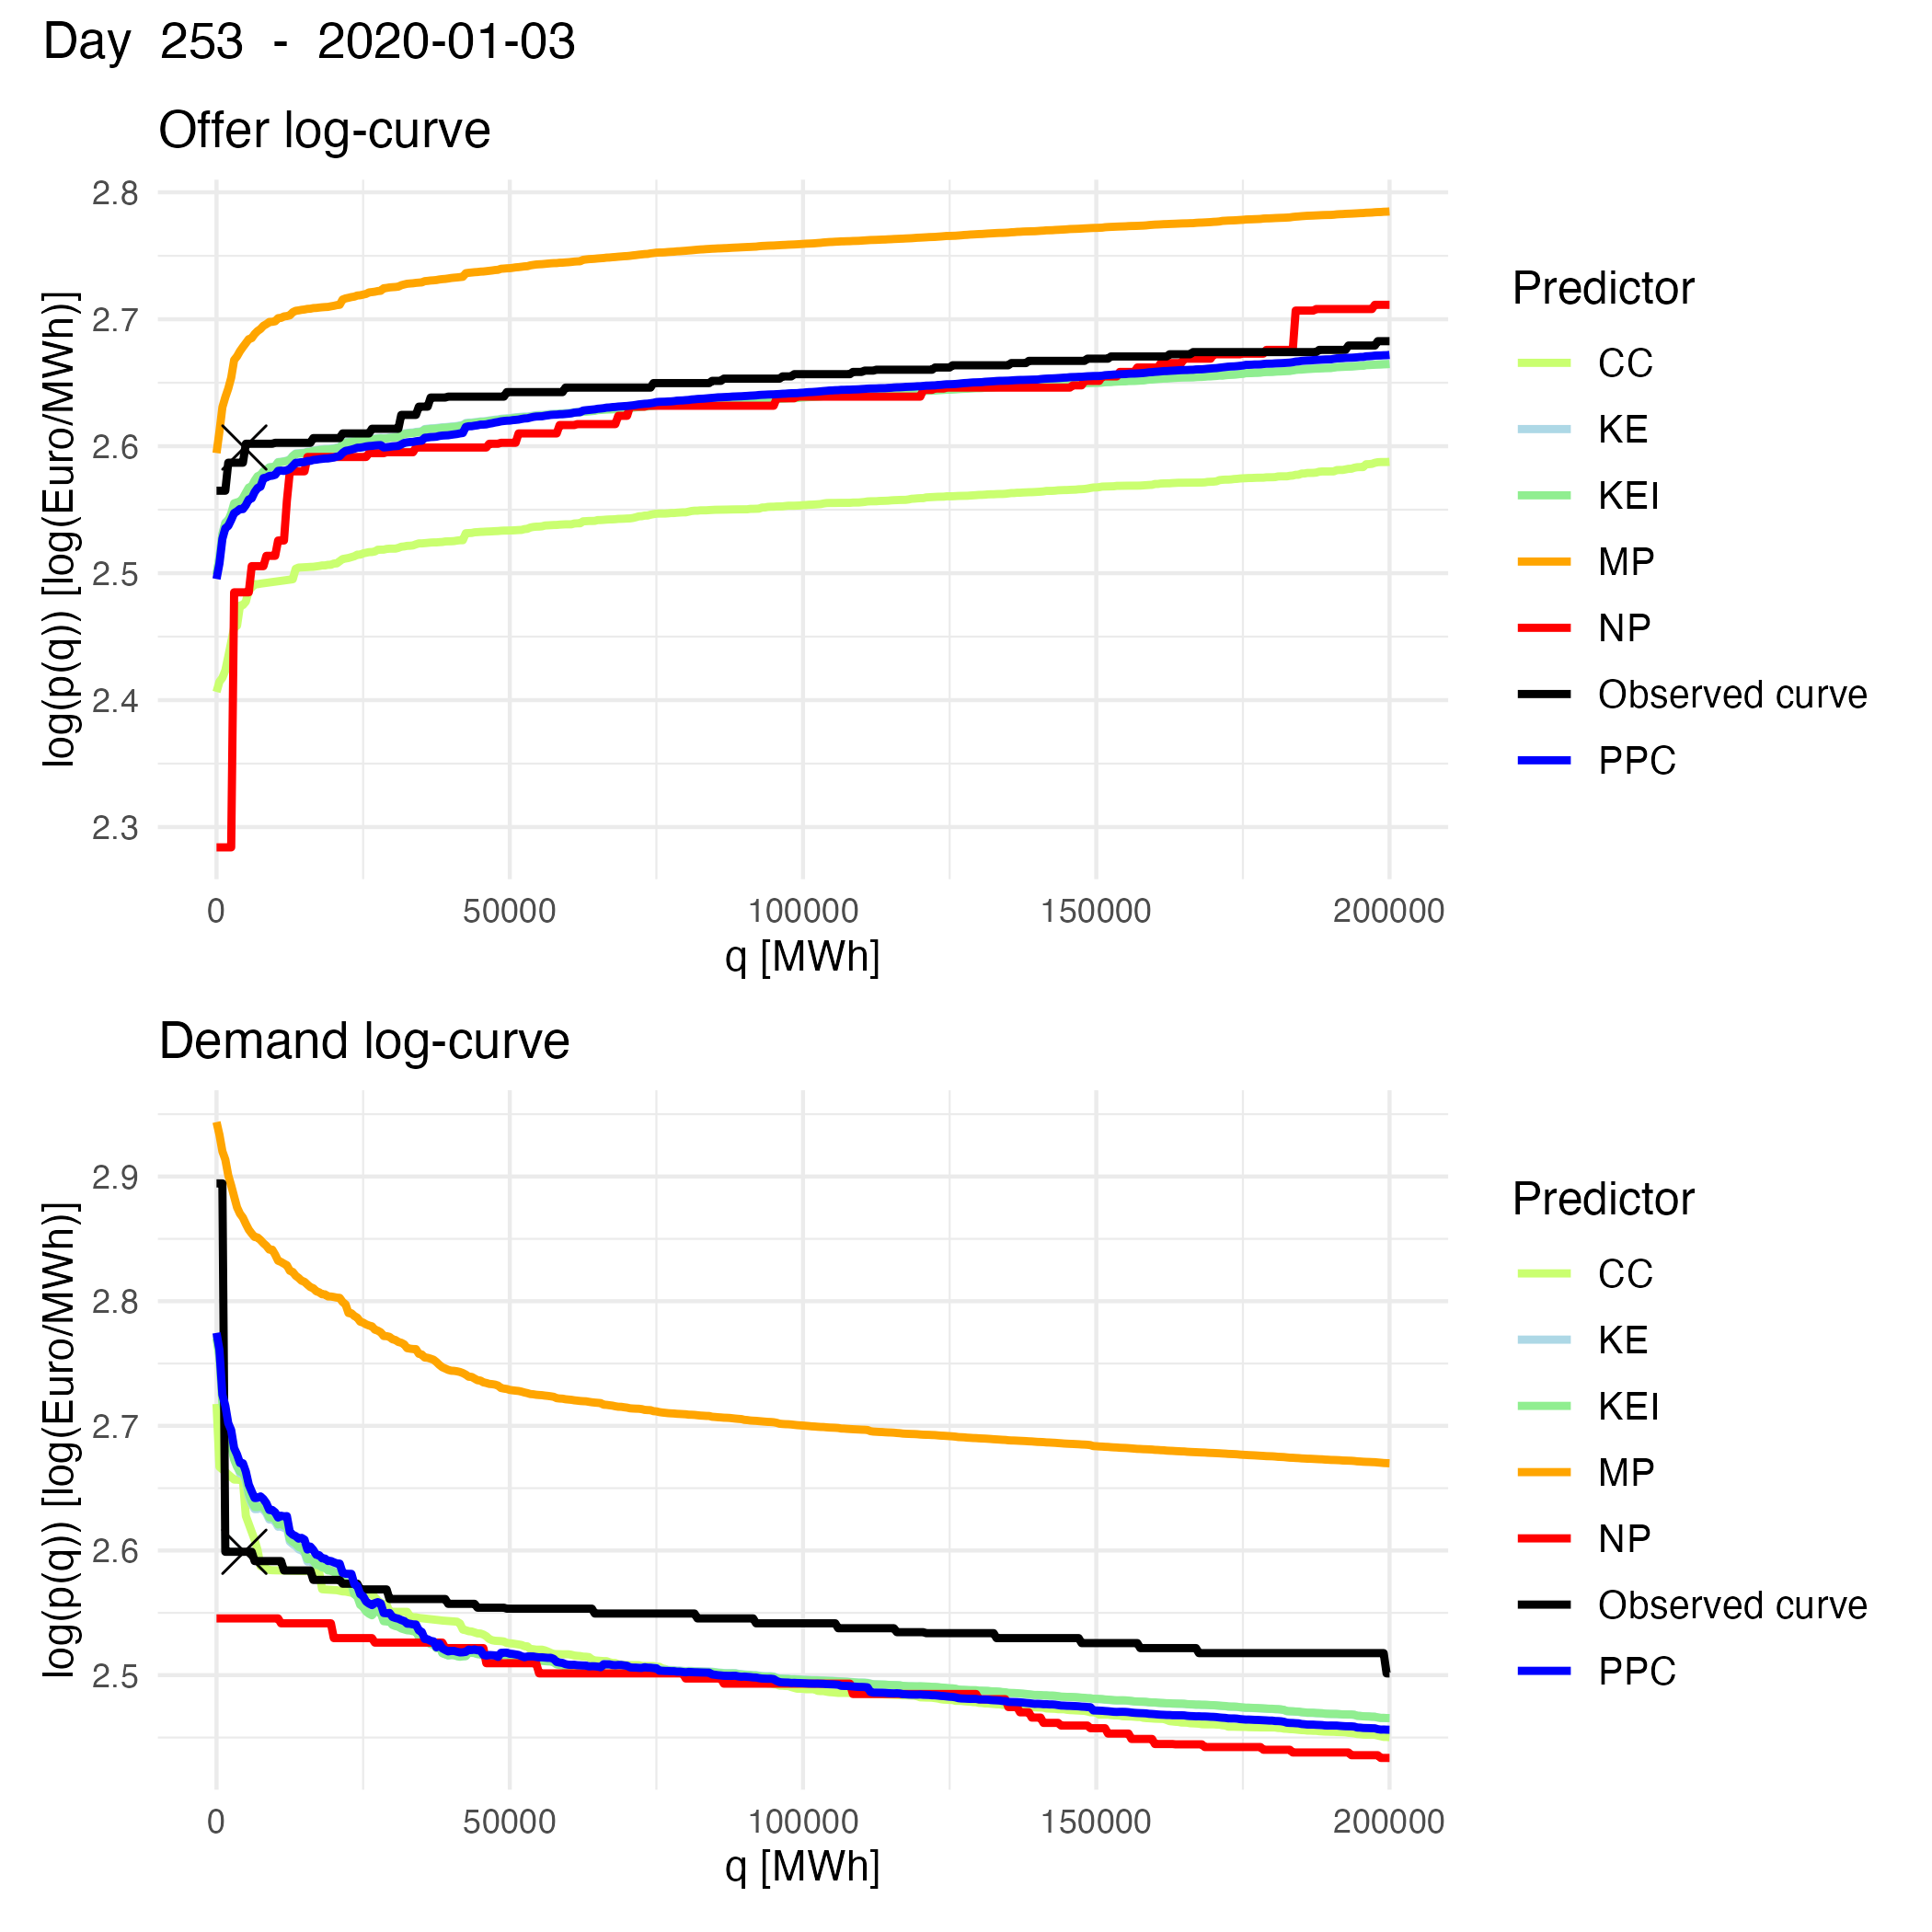 Day 253 - 2020-01-03
Offer log-curve
log(p(q)) [log(Euro/MWh)]
2.8
2.7
2.6
2.5
2.4
2.3
0 50000 100000 150000 200000
q [MWh]
Predictor
CC
KE
KEI
MP
NP
Observed curve
PPC
Demand log-curve
log(p(q)) [log(Euro/MWh)]
2.9
2.8
2.7
2.6
2.5
0 50000 100000 150000 200000
q [MWh]
Predictor
CC
KE
KEI
MP
NP
Observed curve
PPC